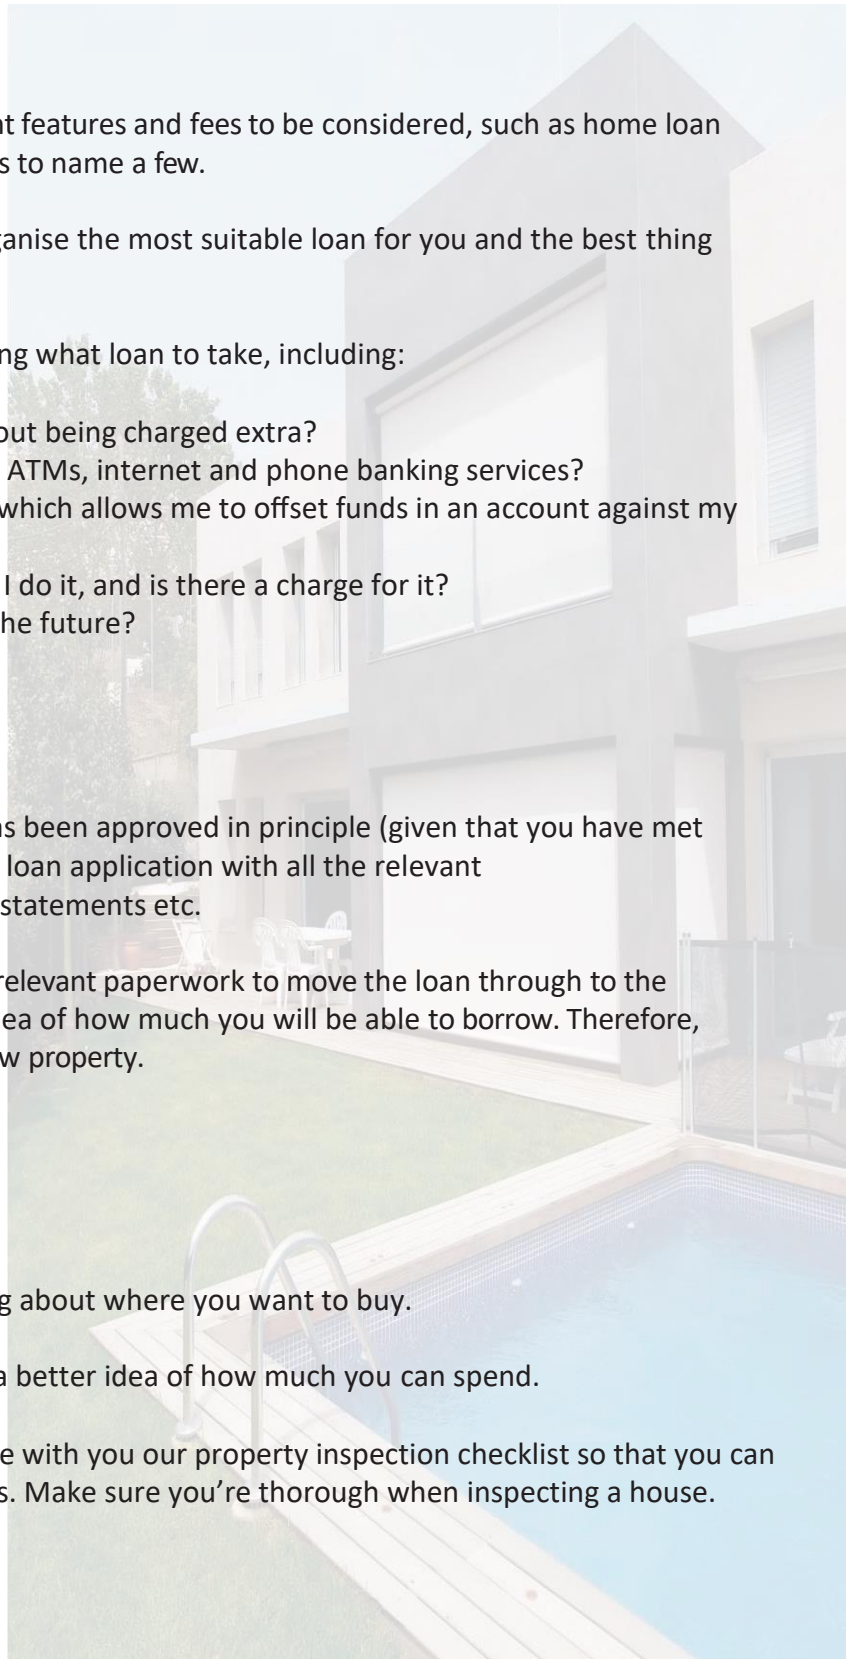 t features and fees to be considered, such as home loan
s to name a few.
ganise the most suitable loan for you and the best thing
ng what loan to take, including:
out being charged extra?
ATMs, internet and phone banking services?
which allows me to offset funds in an account against my
I do it, and is there a charge for it?
he future?
as been approved in principle (given that you have met
loan application with all the relevant
statements etc.
relevant paperwork to move the loan through to the
ea of how much you will be able to borrow. Therefore,
w property.
g about where you want to buy.
a better idea of how much you can spend.
e with you our property inspection checklist so that you can
s. Make sure you’re thorough when inspecting a house.